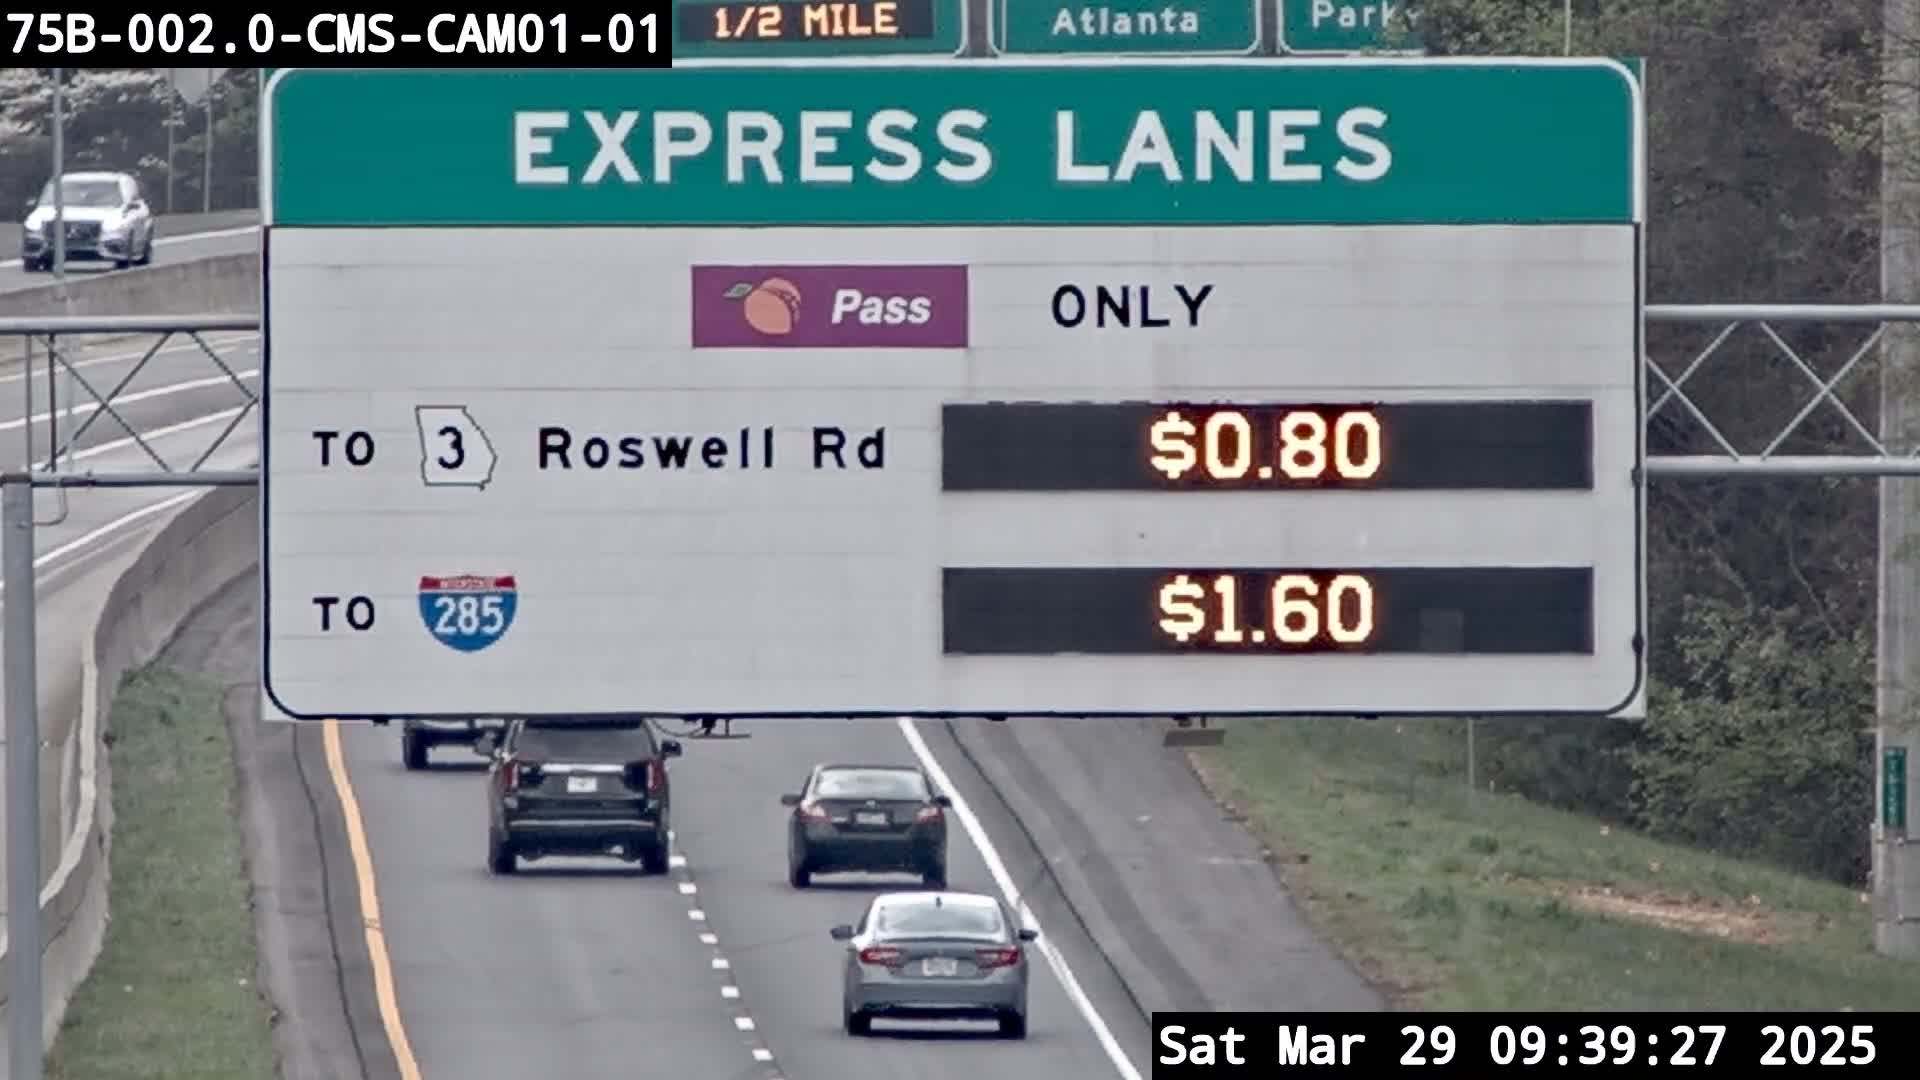 75B-002.0-CMS-CAM01-01
1/2 MILE
Atlanta
EXPRESS LANES
Pass ONLY
TO 3 Roswell Rd $0.80
TO INTERSTATE 285 $1.60
Sat Mar 29 09:39:27 2025